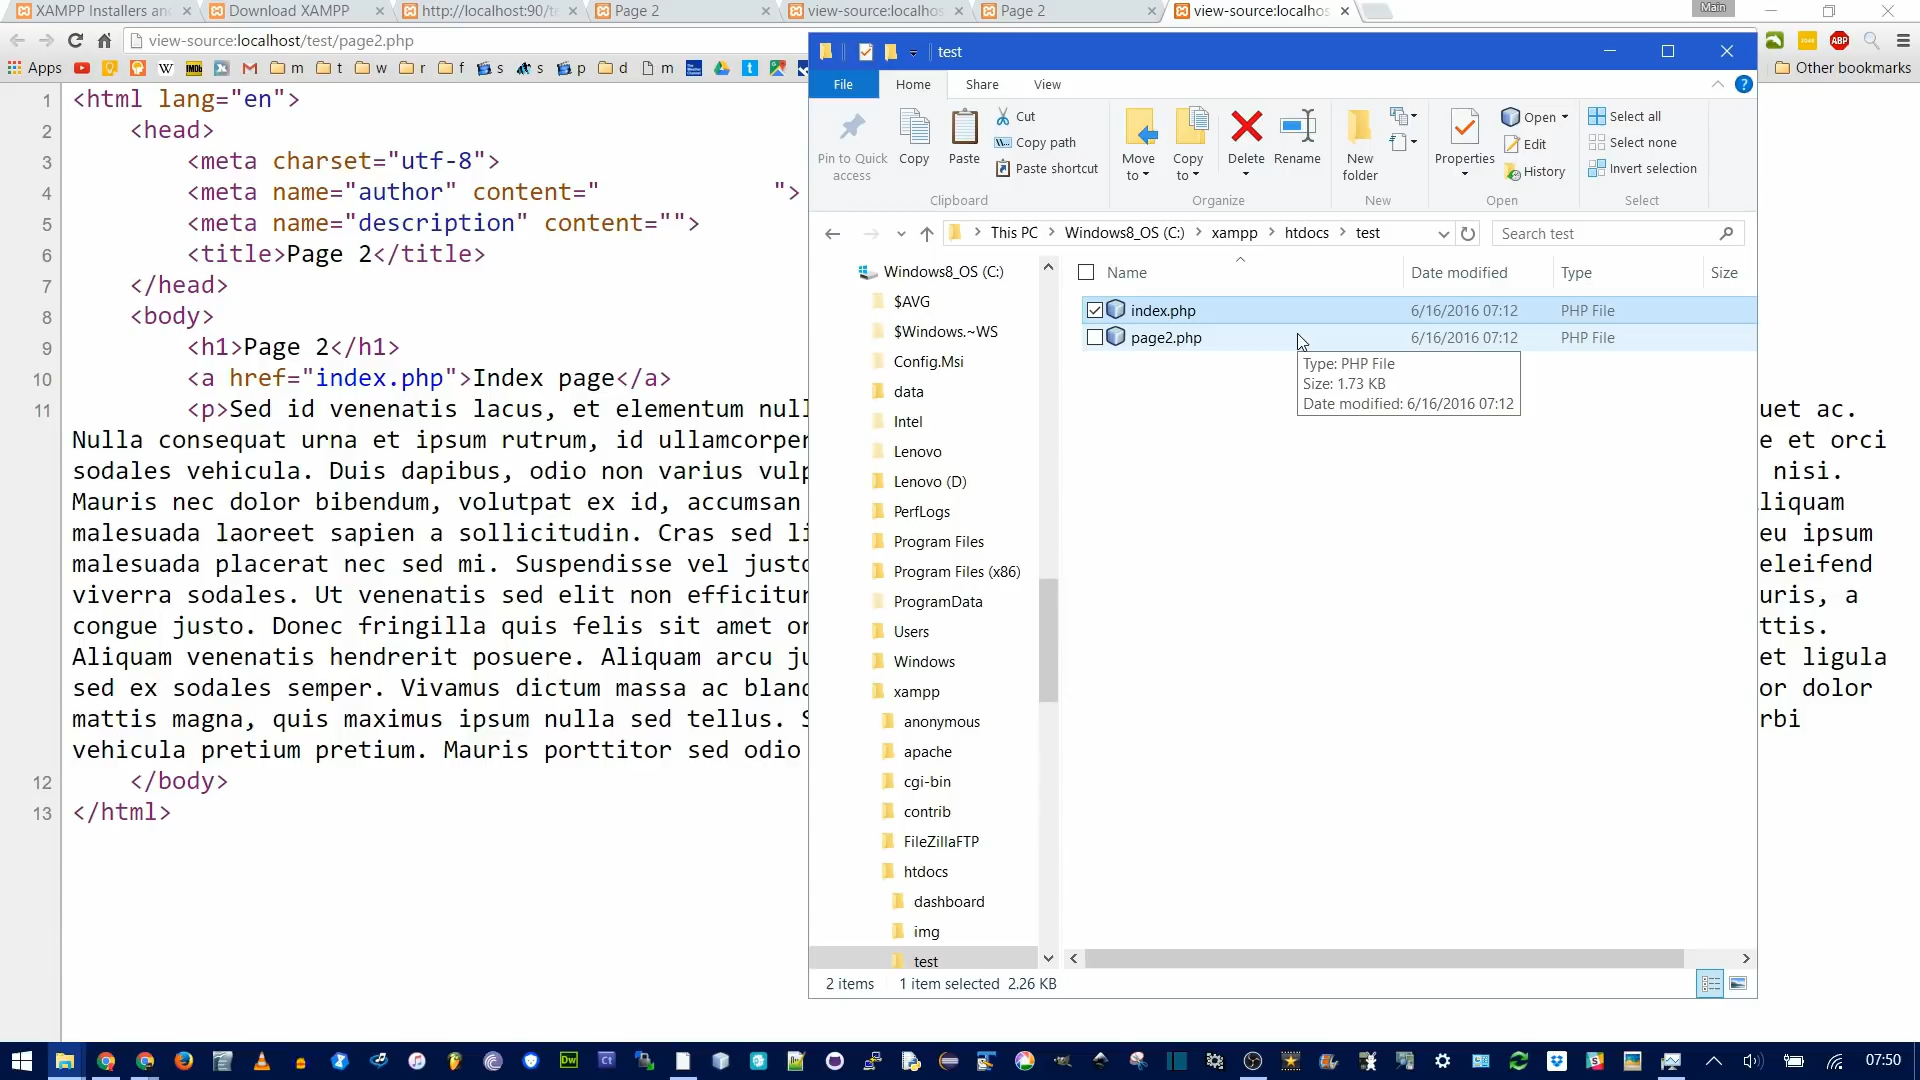 XAMPP Installers an
Download XAMPP
http://localhost:90/te
Page 2
view-source:localhos
Page 2
view-source:localhos
Main
view-source:localhost/test/page2.php
ABP
Apps
m
t
w
r
f
s
s
p
d
m
Other bookmarks
1 <html lang="en">
2 <head>
3 <meta charset="utf-8">
4 <meta name="author" content=" ">
5 <meta name="description" content="">
6 <title>Page 2</title>
7 </head>
8 <body>
9 <h1>Page 2</h1>
10 <a href="index.php">Index page</a>
11 <p>Sed id venenatis lacus, et elementum null uet ac.
Nulla consequat urna et ipsum rutrum, id ullamcorper e et orci
sodales vehicula. Duis dapibus, odio non varius vulp nisi.
Mauris nec dolor bibendum, volutpat ex id, accumsan liquam
malesuada laoreet sapien a sollicitudin. Cras sed li eu ipsum
malesuada placerat nec sed mi. Suspendisse vel justo eleifend
viverra sodales. Ut venenatis sed elit non efficitur uris, a
congue justo. Donec fringilla quis felis sit amet or ttis.
Aliquam venenatis hendrerit posuere. Aliquam arcu ju et ligula
sed ex sodales semper. Vivamus dictum massa ac bland or dolor
mattis magna, quis maximus ipsum nulla sed tellus. S rbi
vehicula pretium pretium. Mauris porttitor sed odio
12 </body>
13 </html>
test
File
Home
Share
View
Pin to Quick access
Copy
Paste
Cut
Copy path
Paste shortcut
Clipboard
Move to
Copy to
Delete
Rename
Organize
New folder
New
Properties
Open
Edit
History
Open
Select all
Select none
Invert selection
Select
This PC > Windows8_OS (C:) > xampp > htdocs > test
Search test
Windows8_OS (C:)
$AVG
$Windows.~WS
Config.Msi
data
Intel
Lenovo
Lenovo (D)
PerfLogs
Program Files
Program Files (x86)
ProgramData
Users
Windows
xampp
anonymous
apache
cgi-bin
contrib
FileZillaFTP
htdocs
dashboard
img
test
Name Date modified Type Size
index.php 6/16/2016 07:12 PHP File
page2.php 6/16/2016 07:12 PHP File
Type: PHP File
Size: 1.73 KB
Date modified: 6/16/2016 07:12
2 items 1 item selected 2.26 KB
Dw
Ct
07:50